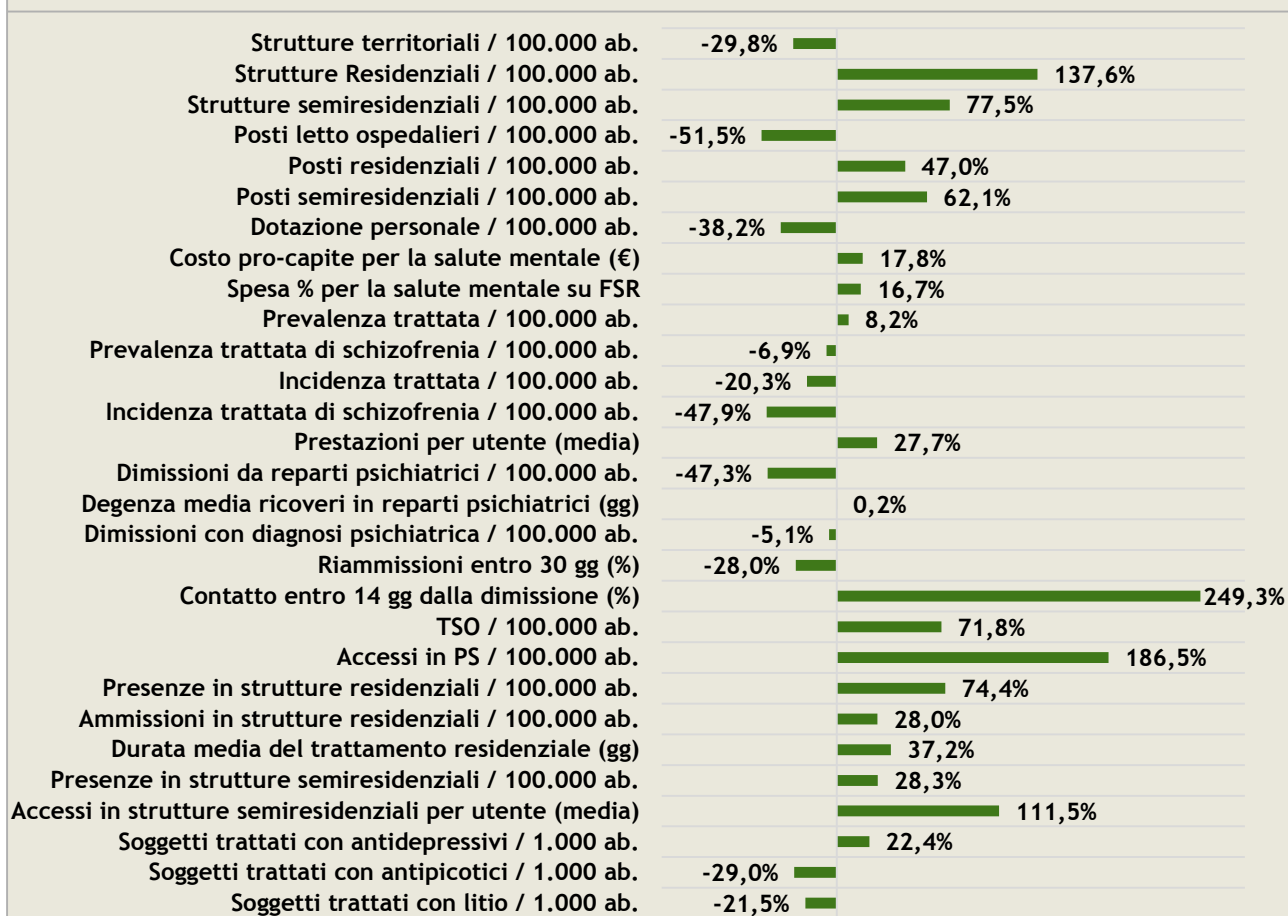 Strutture territoriali / 100.000 ab. -29,8%
Strutture Residenziali / 100.000 ab. 137,6%
Strutture semiresidenziali / 100.000 ab. 77,5%
Posti letto ospedalieri / 100.000 ab. -51,5%
Posti residenziali / 100.000 ab. 47,0%
Posti semiresidenziali / 100.000 ab. 62,1%
Dotazione personale / 100.000 ab. -38,2%
Costo pro-capite per la salute mentale (€) 17,8%
Spesa % per la salute mentale su FSR 16,7%
Prevalenza trattata / 100.000 ab. 8,2%
Prevalenza trattata di schizofrenia / 100.000 ab. -6,9%
Incidenza trattata / 100.000 ab. -20,3%
Incidenza trattata di schizofrenia / 100.000 ab. -47,9%
Prestazioni per utente (media) 27,7%
Dimissioni da reparti psichiatrici / 100.000 ab. -47,3%
Degenza media ricoveri in reparti psichiatrici (gg) 0,2%
Dimissioni con diagnosi psichiatrica / 100.000 ab. -5,1%
Riammissioni entro 30 gg (%) -28,0%
Contatto entro 14 gg dalla dimissione (%) 249,3%
TSO / 100.000 ab. 71,8%
Accessi in PS / 100.000 ab. 186,5%
Presenze in strutture residenziali / 100.000 ab. 74,4%
Ammissioni in strutture residenziali / 100.000 ab. 28,0%
Durata media del trattamento residenziale (gg) 37,2%
Presenze in strutture semiresidenziali / 100.000 ab. 28,3%
Accessi in strutture semiresidenziali per utente (media) 111,5%
Soggetti trattati con antidepressivi / 1.000 ab. 22,4%
Soggetti trattati con antipicotici / 1.000 ab. -29,0%
Soggetti trattati con litio / 1.000 ab. -21,5%